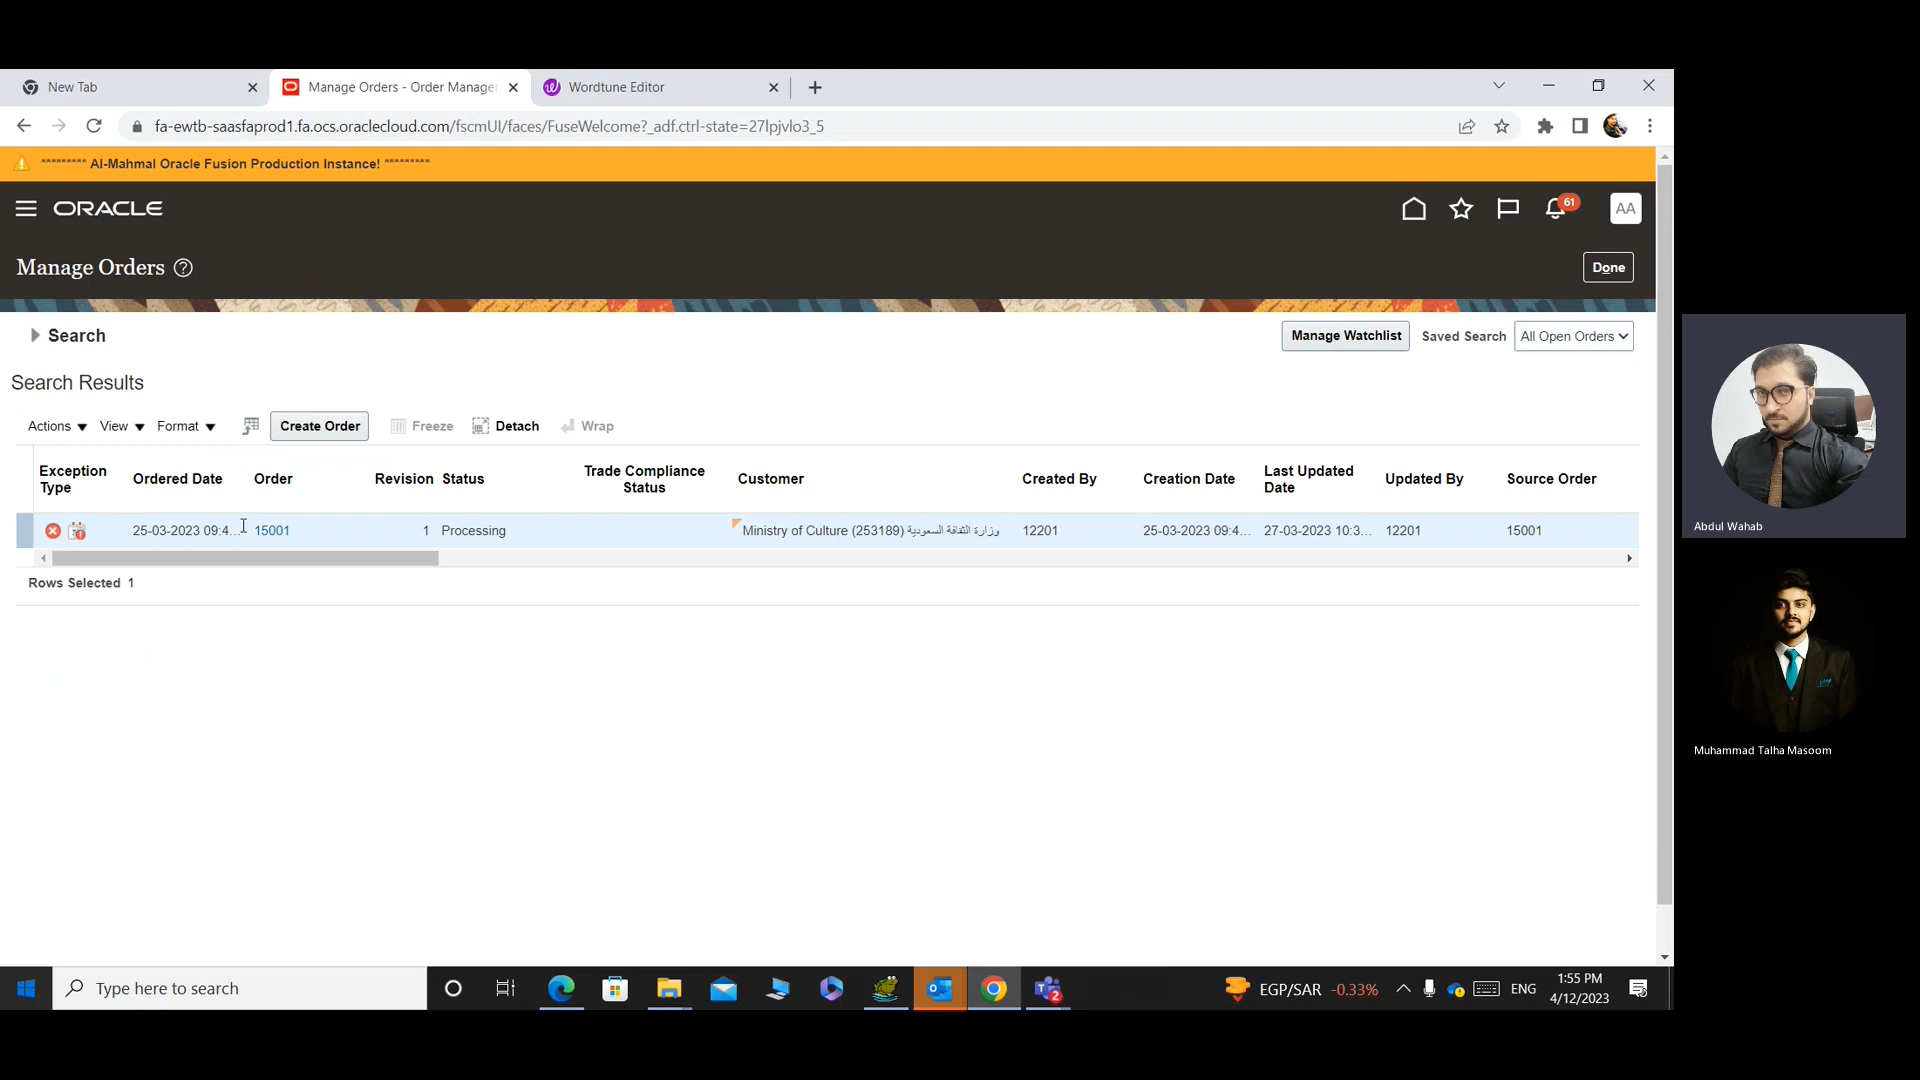 New Tab
Manage Orders - Order Manage
Wordtune Editor
fa-ewtb-saasfaprod1.fa.ocs.oraclecloud.com/fscmUI/faces/FuseWelcome?_adf.ctrl-state=27lpjvlo3_5
********* Al-Mahmal Oracle Fusion Production Instance! *********
ORACLE
61
AA
Manage Orders ?
Done
Search
Manage Watchlist
Saved Search
All Open Orders
Search Results
Actions View Format
Create Order
Freeze
Detach
Wrap
Exception Type
Ordered Date
Order
Revision
Status
Trade Compliance Status
Customer
Created By
Creation Date
Last Updated Date
Updated By
Source Order
25-03-2023 09:4...
15001
1
Processing
Ministry of Culture (253189) وزارة الثقافة السعودية
12201
25-03-2023 09:4...
27-03-2023 10:3...
12201
15001
Rows Selected 1
Abdul Wahab
Muhammad Talha Masoom
Type here to search
2
EGP/SAR -0.33%
ENG
1:55 PM
4/12/2023